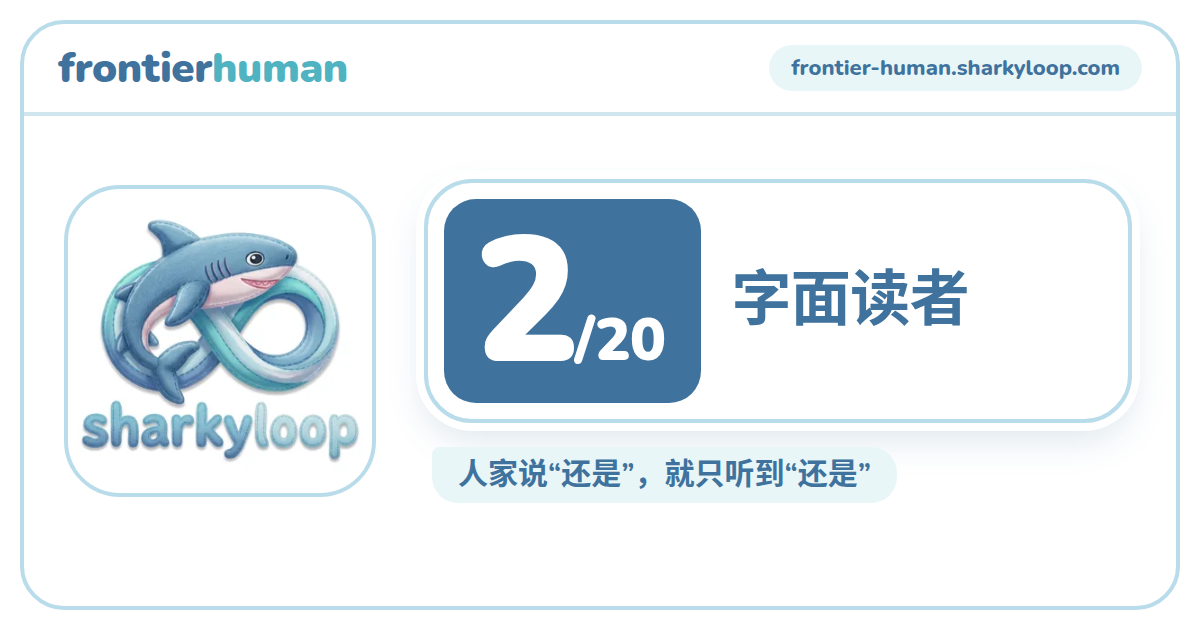 frontierhuman
frontier-human.sharkyloop.com
sharkyloop
2/20
字面读者
人家说“还是”，就只听到“还是”